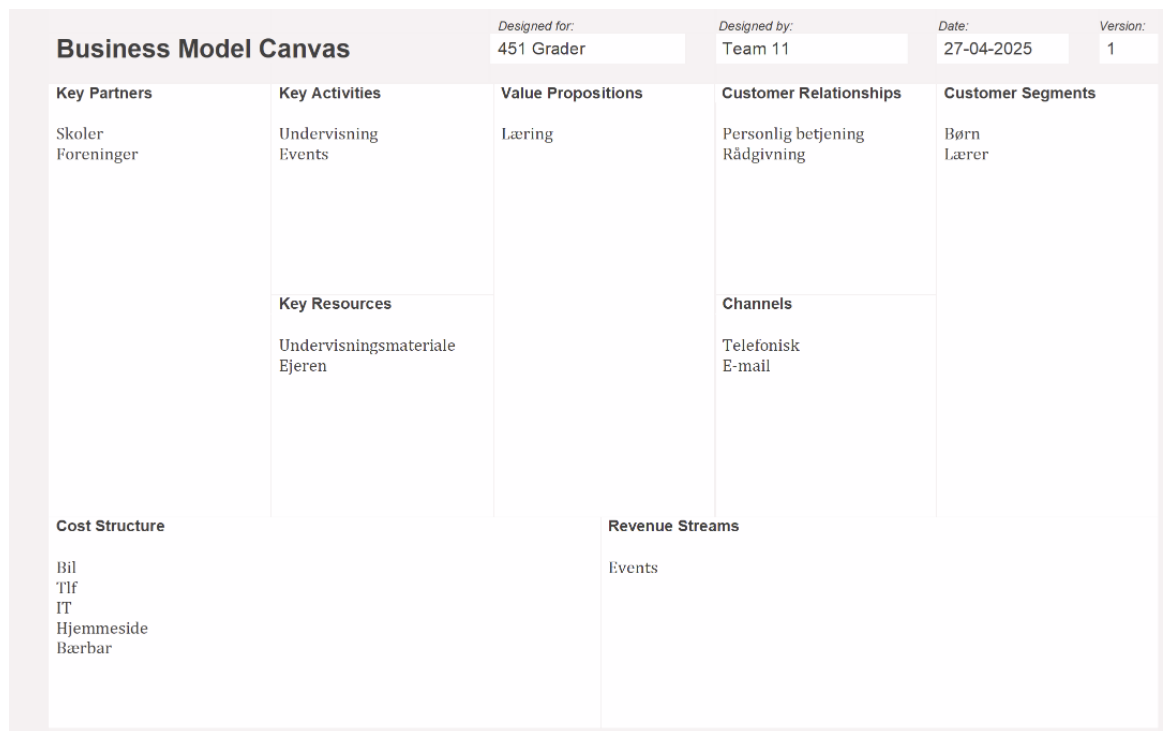 Business Model Canvas
Designed for:
451 Grader
Designed by:
Team 11
Date:
27-04-2025
Version:
1
Key Partners
Skoler
Foreninger
Key Activities
Undervisning
Events
Key Resources
Undervisningsmateriale
Ejeren
Value Propositions
Læring
Customer Relationships
Personlig betjening
Rådgivning
Channels
Telefonisk
E-mail
Customer Segments
Børn
Lærer
Cost Structure
Bil
Tlf
IT
Hjemmeside
Bærbar
Revenue Streams
Events